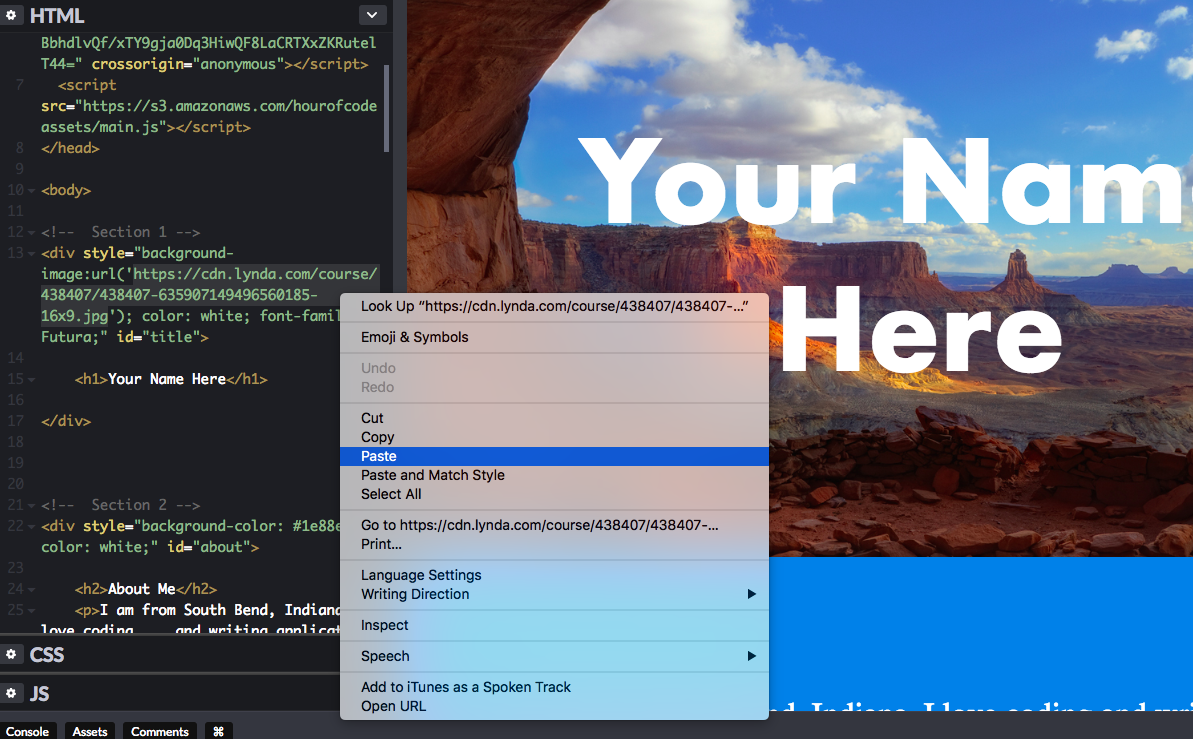 HTML
BbhdlvQf/xTY9gja0Dq3HiwQF8LaCRTXxZKRutel
T44=" crossorigin="anonymous"></script>
7 <script
src="https://s3.amazonaws.com/hourofcode
assets/main.js"></script>
8 </head>
9
10 <body>
11
12 <!-- Section 1 -->
13 <div style="background-
image:url('https://cdn.lynda.com/course/
438407/438407-635907149496560185-
16x9.jpg'); color: white; font-famil
Futura;" id="title">
14
15 <h1>Your Name Here</h1>
16
17 </div>
18
19
20
21 <!-- Section 2 -->
22 <div style="background-color: #1e88e
color: white;" id="about">
23
24 <h2>About Me</h2>
25 <p>I am from South Bend, Indiana
love coding and writing applicat
CSS
JS
Console Assets Comments ⌘
Your Name
Here
Look Up “https://cdn.lynda.com/course/438407/438407-...”
Emoji & Symbols
Undo
Redo
Cut
Copy
Paste
Paste and Match Style
Select All
Go to https://cdn.lynda.com/course/438407/438407-...
Print...
Language Settings
Writing Direction
Inspect
Speech
Add to iTunes as a Spoken Track
Open URL
nd, Indiana. I love coding and wri